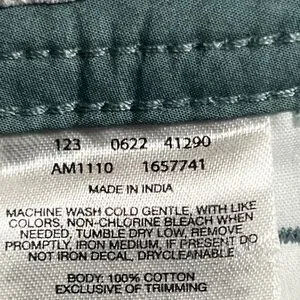 123 0622 41290
AM1110 1657741
MADE IN INDIA
MACHINE WASH COLD GENTLE, WITH LIKE
COLORS, NON-CHLORINE BLEACH WHEN
NEEDED, TUMBLE DRY LOW, REMOVE
PROMPTLY, IRON MEDIUM, IF PRESENT DO
NOT IRON DECAL, DRYCLEANABLE
BODY: 100% COTTON
EXCLUSIVE OF TRIMMING